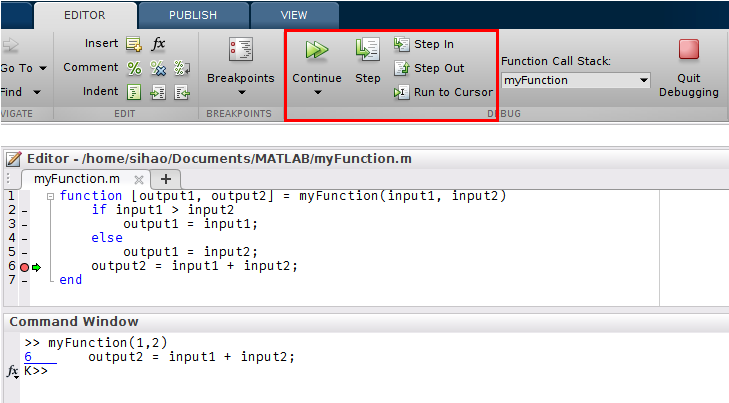 EDITOR PUBLISH VIEW
Insert fx
Go To Comment %
Find Indent
Breakpoints
Continue Step
Step In
Step Out
Run to Cursor
Function Call Stack:
myFunction
Quit
Debugging
VIGATE EDIT BREAKPOINTS DEBUG
Editor - /home/sihao/Documents/MATLAB/myFunction.m
myFunction.m × +
1 function [output1, output2] = myFunction(input1, input2)
2 – if input1 > input2
3 – output1 = input1;
4 – else
5 – output1 = input2;
6 output2 = input1 + input2;
7 – end
Command Window
>> myFunction(1,2)
6 output2 = input1 + input2;
fx K>>